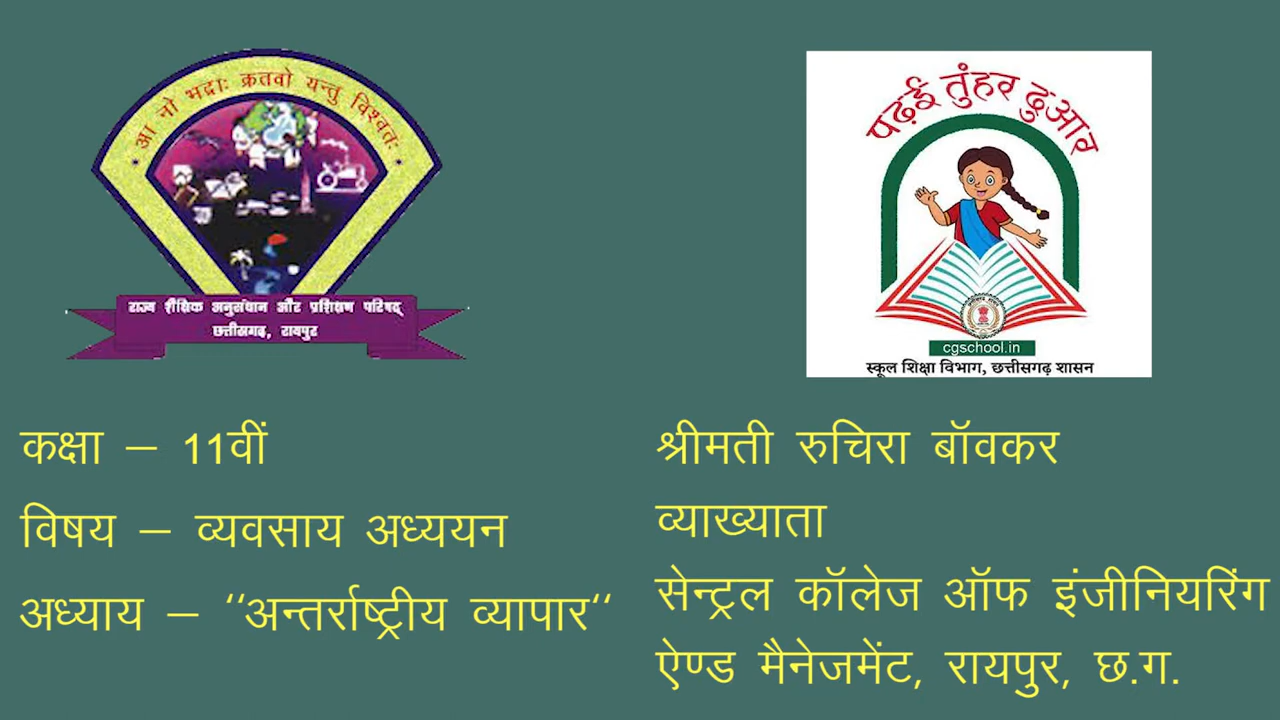 आ नो भद्राः क्रतवो यन्तु विश्वतः
राज्य शैक्षिक अनुसंधान और प्रशिक्षण परिषद्
छत्तीसगढ़, रायपुर
पढ़ई तुंहर दुआर
cgschool.in
स्कूल शिक्षा विभाग, छत्तीसगढ़ शासन
कक्षा – 11वीं
विषय – व्यवसाय अध्ययन
अध्याय – “अन्तर्राष्ट्रीय व्यापार“
श्रीमती रुचिरा बॉवकर
व्याख्याता
सेन्ट्रल कॉलेज ऑफ इंजीनियरिंग
ऐण्ड मैनेजमेंट, रायपुर, छ.ग.